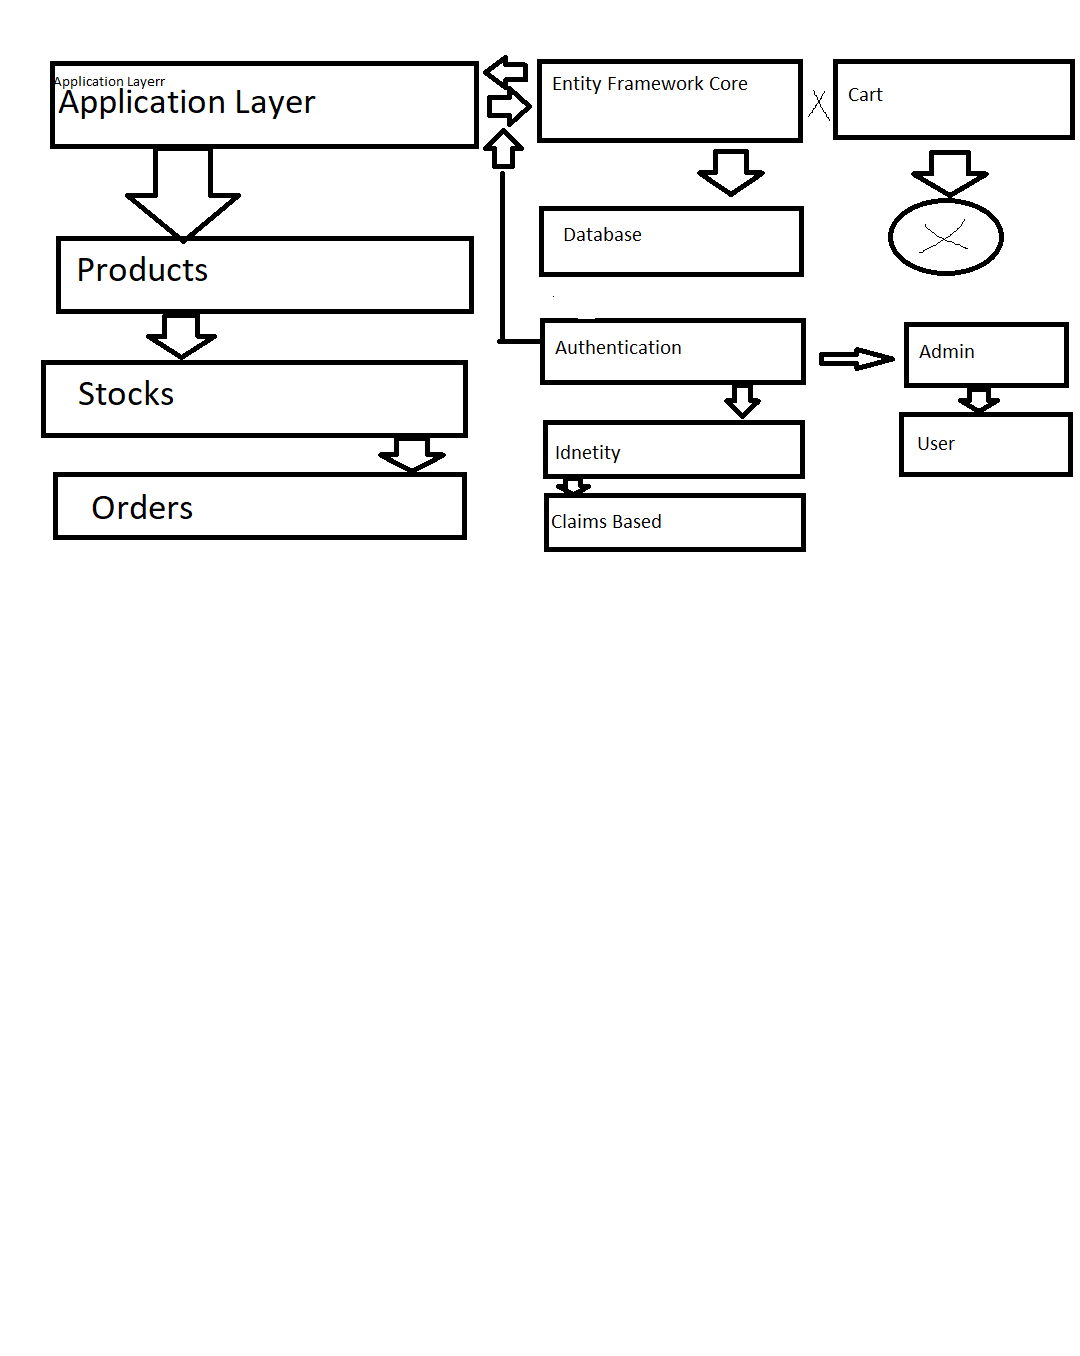 Application Layerr
Application Layer
Entity Framework Core
Cart
Products
Database
Stocks
Authentication
Admin
Orders
Idnetity
User
Claims Based